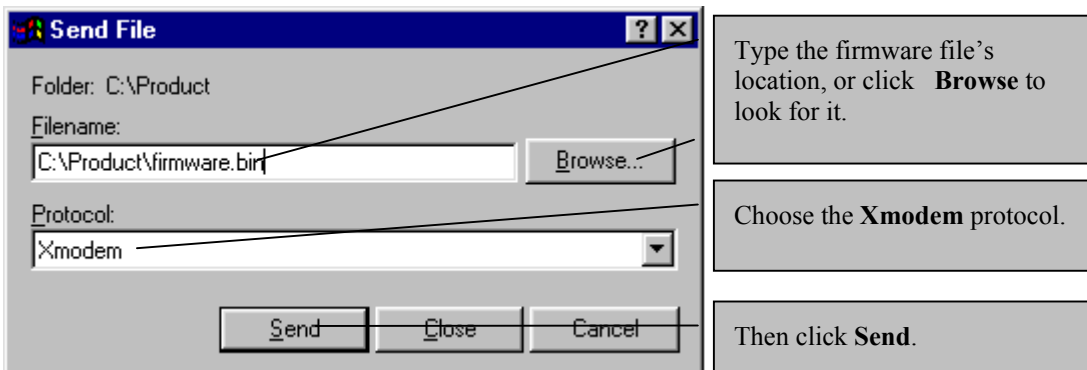 Send File
Folder: C:\Product
Filename:
C:\Product\firmware.bin
Browse...
Protocol:
Xmodem
Send
Close
Cancel
Type the firmware file's
location, or click Browse to
look for it.
Choose the Xmodem protocol.
Then click Send.